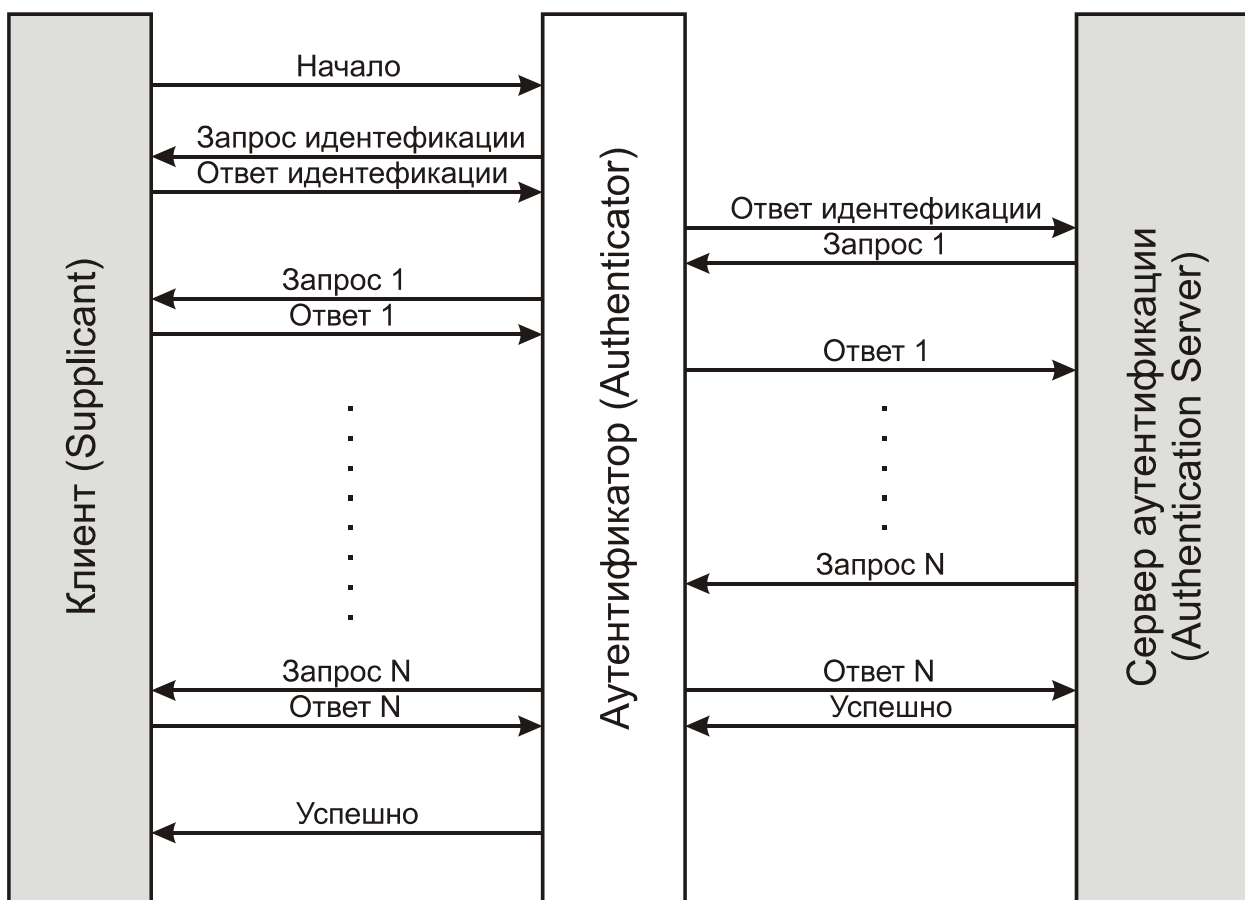 Начало
Запрос идентефикации
Ответ идентефикации
Ответ идентефикации
Запрос 1
Запрос 1
Ответ 1
Ответ 1
Запрос N
Запрос N
Ответ N
Ответ N
Успешно
Успешно
Клиент (Supplicant)
Аутентификатор (Authenticator)
Сервер аутентификации
(Authentication Server)